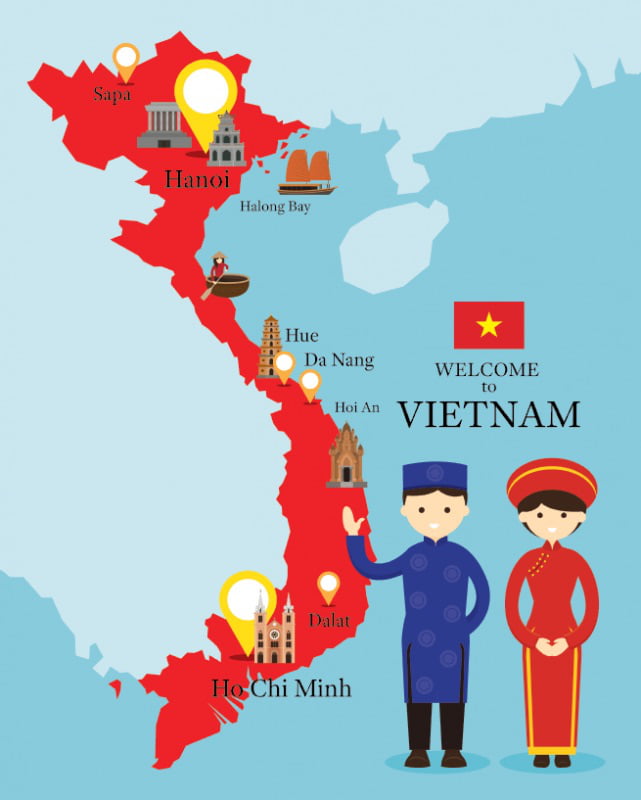 Sapa
Hanoi
Halong Bay
Hue
Da Nang
WELCOME
to
VIETNAM
Hoi An
Dalat
Ho Chi Minh